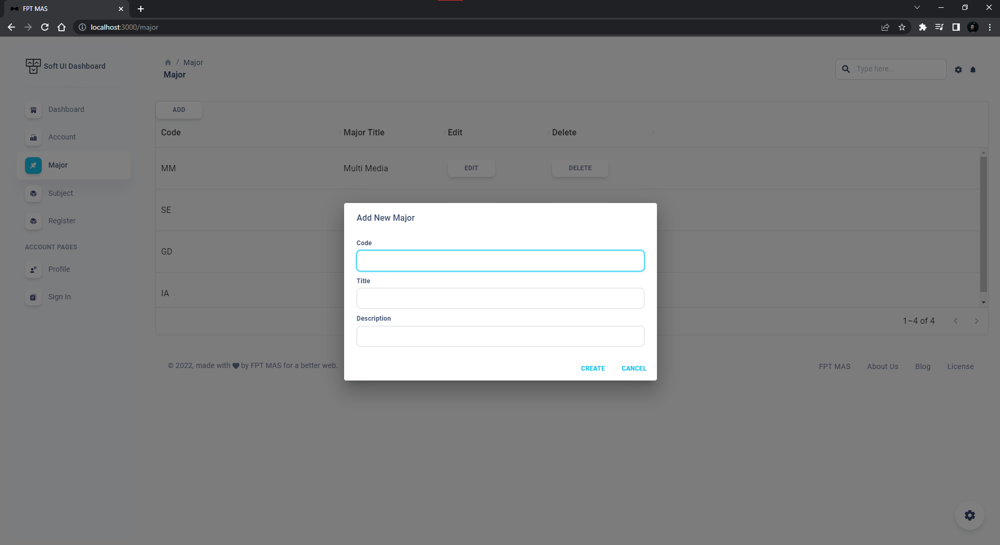 FPT MAS
localhost:3000/major
Soft UI Dashboard
/ Major
Major
Type here...
Dashboard
Account
Major
Subject
Register
ACCOUNT PAGES
Profile
Sign In
ADD
Code Major Title Edit Delete
MM Multi Media EDIT DELETE
SE
GD
IA
1–4 of 4
Add New Major
Code
Title
Description
CREATE CANCEL
© 2022, made with by FPT MAS for a better web.
FPT MAS About Us Blog License